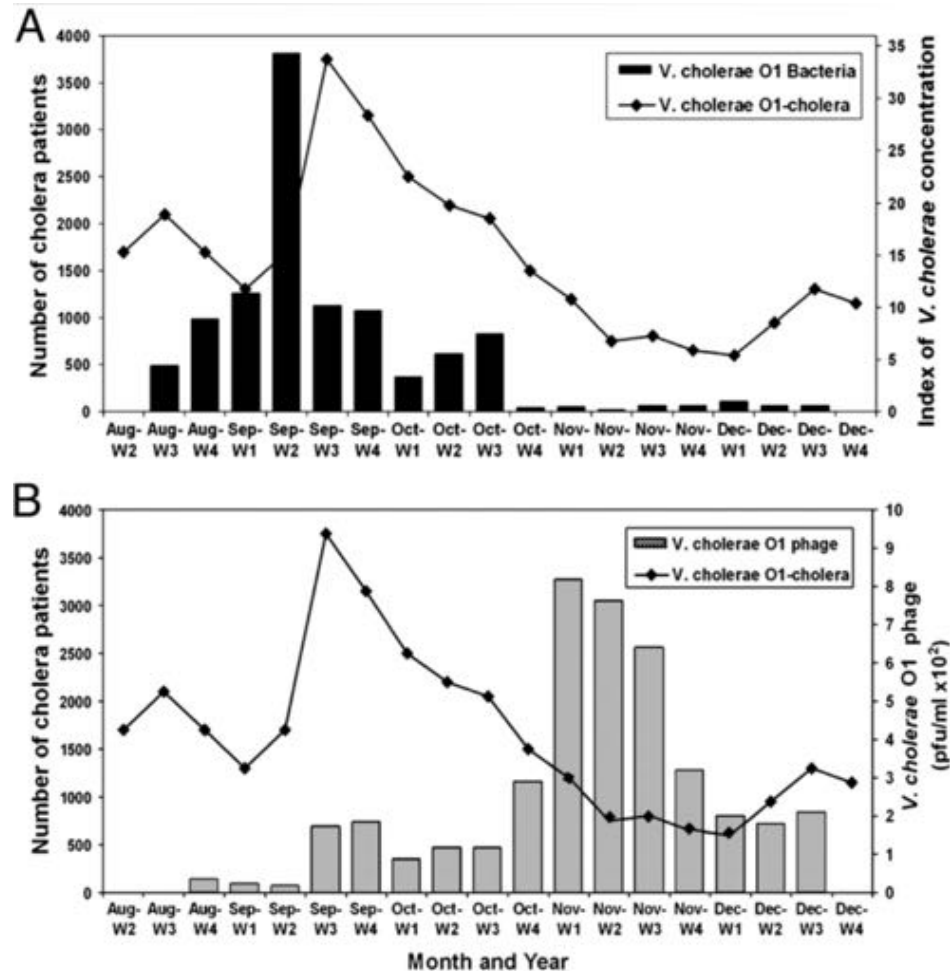 A
4000
3500
3000
2500
2000
1500
1000
500
0
Number of cholera patients
V. cholerae O1 Bacteria
V. cholerae O1-cholera
35
30
25
20
15
10
5
0
Index of V. cholerae concentration
Aug- Aug- Aug- Sep- Sep- Sep- Sep- Oct- Oct- Oct- Oct- Nov- Nov- Nov- Nov- Dec- Dec- Dec- Dec-
W2 W3 W4 W1 W2 W3 W4 W1 W2 W3 W4 W1 W2 W3 W4 W1 W2 W3 W4
B
4000
3500
3000
2500
2000
1500
1000
500
0
Number of cholera patients
V. cholerae O1 phage
V. cholerae O1-cholera
10
9
8
7
6
5
4
3
2
1
0
V. cholerae O1 phage
(pfu/ml x10²)
Aug- Aug- Aug- Sep- Sep- Sep- Sep- Oct- Oct- Oct- Oct- Nov- Nov- Nov- Nov- Dec- Dec- Dec- Dec-
W2 W3 W4 W1 W2 W3 W4 W1 W2 W3 W4 W1 W2 W3 W4 W1 W2 W3 W4
Month and Year